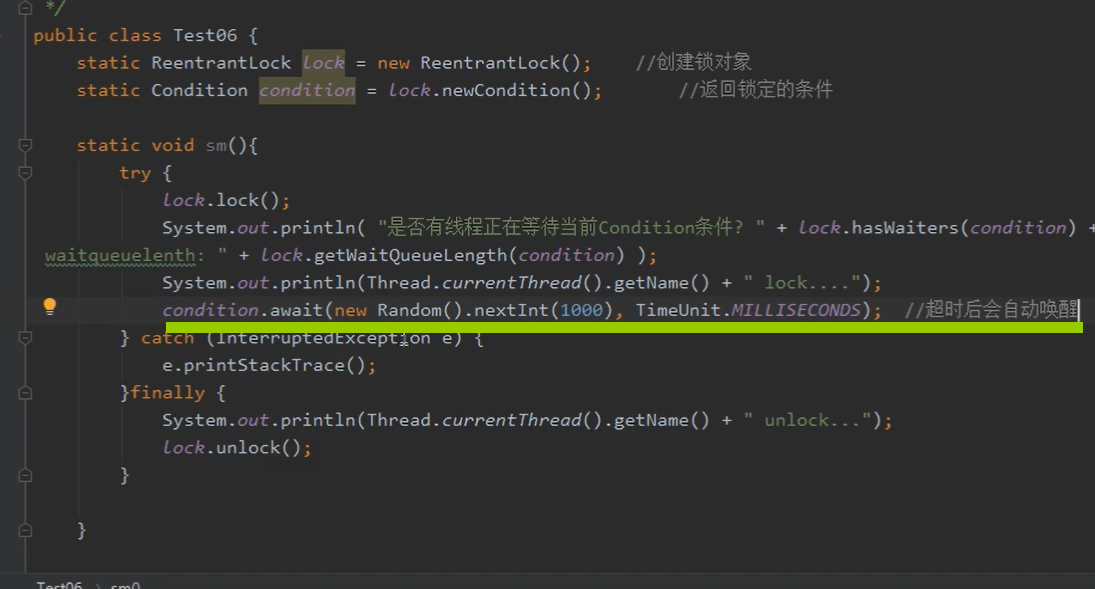 */
public class Test06 {
static ReentrantLock lock = new ReentrantLock(); //创建锁对象
static Condition condition = lock.newCondition(); //返回锁定的条件
static void sm(){
try {
lock.lock();
System.out.println( "是否有线程正在等待当前Condition条件? " + lock.hasWaiters(condition) +
waitqueuelenth: " + lock.getWaitQueueLength(condition) );
System.out.println(Thread.currentThread().getName() + " lock....");
condition.await(new Random().nextInt(1000), TimeUnit.MILLISECONDS); //超时后会自动唤醒
} catch (InterruptedException e) {
e.printStackTrace();
}finally {
System.out.println(Thread.currentThread().getName() + " unlock...");
lock.unlock();
}
}
Test06 > sm()